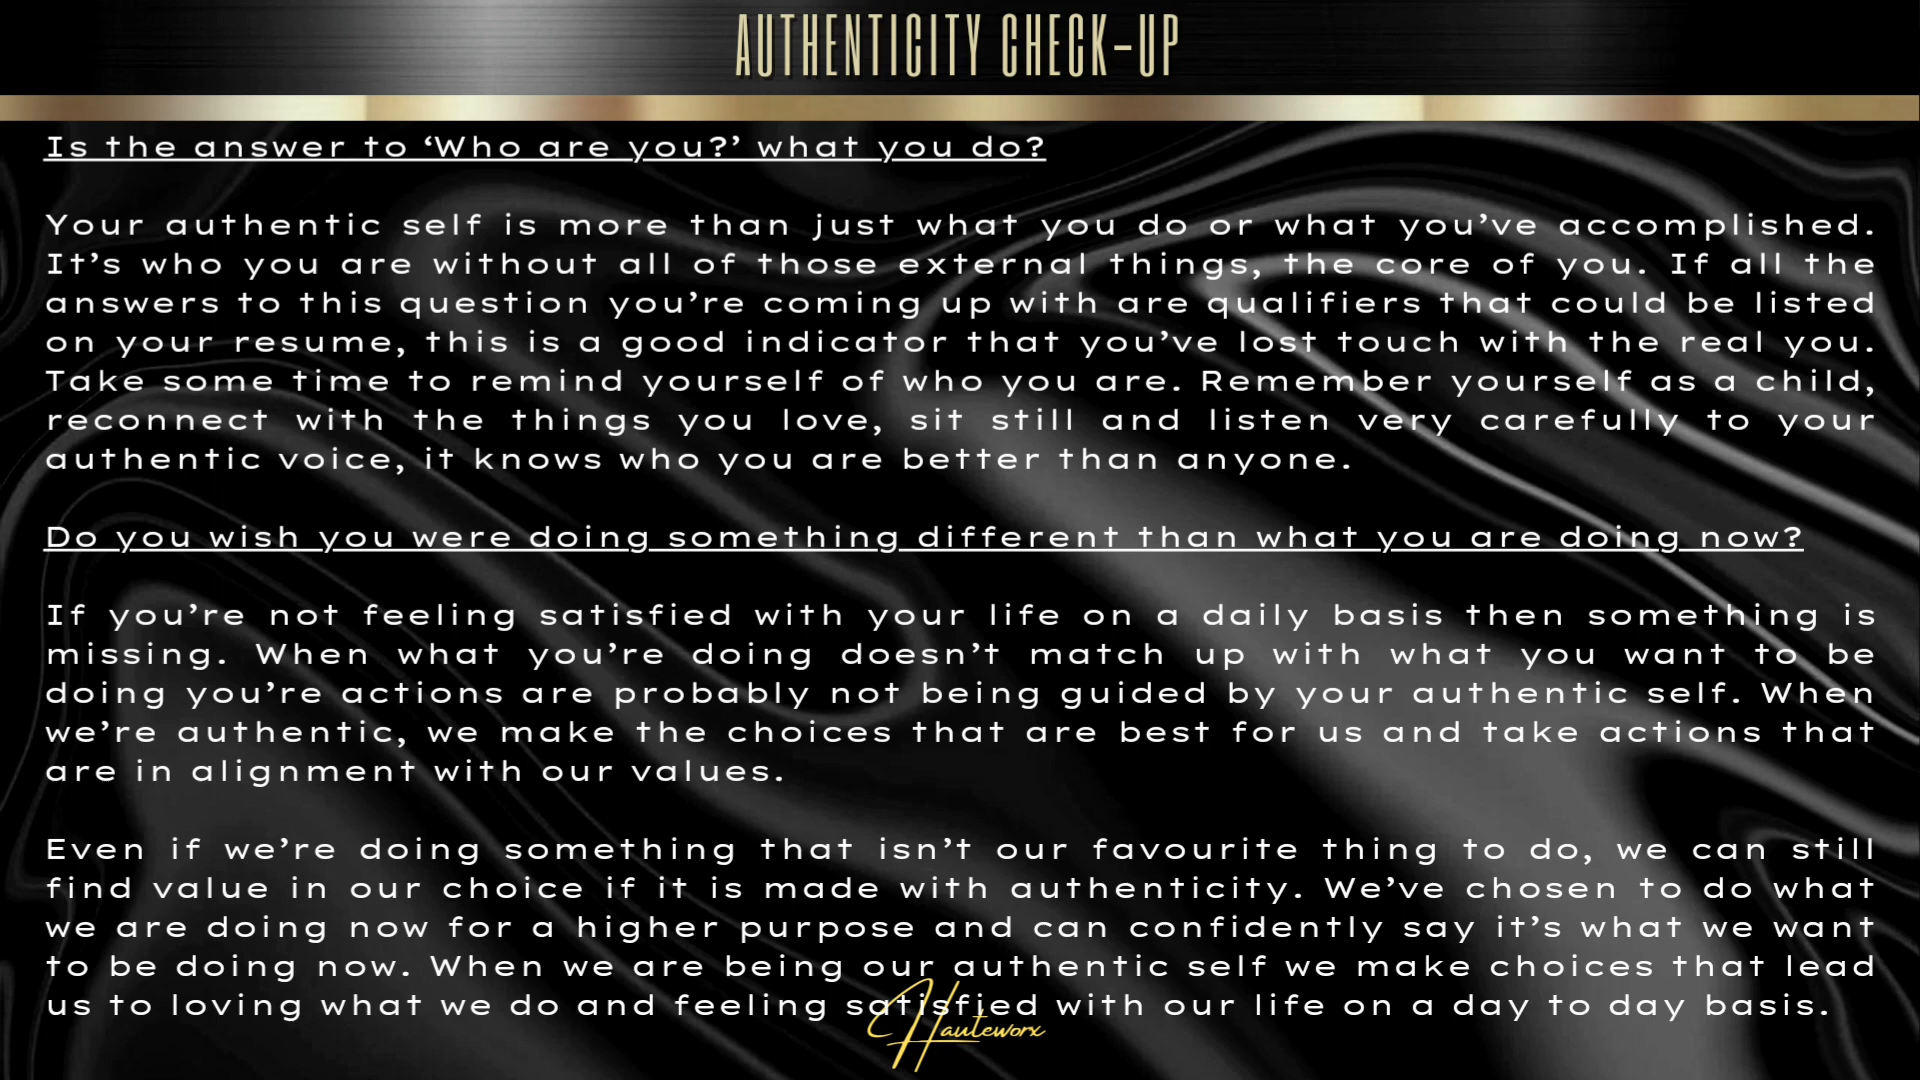 AUTHENTICITY CHECK-UP
Is the answer to ‘Who are you?’ what you do?
Your authentic self is more than just what you do or what you’ve accomplished.
It’s who you are without all of those external things, the core of you. If all the
answers to this question you’re coming up with are qualifiers that could be listed
on your resume, this is a good indicator that you’ve lost touch with the real you.
Take some time to remind yourself of who you are. Remember yourself as a child,
reconnect with the things you love, sit still and listen very carefully to your
authentic voice, it knows who you are better than anyone.
Do you wish you were doing something different than what you are doing now?
If you’re not feeling satisfied with your life on a daily basis then something is
missing. When what you’re doing doesn’t match up with what you want to be
doing you’re actions are probably not being guided by your authentic self. When
we’re authentic, we make the choices that are best for us and take actions that
are in alignment with our values.
Even if we’re doing something that isn’t our favourite thing to do, we can still
find value in our choice if it is made with authenticity. We’ve chosen to do what
we are doing now for a higher purpose and can confidently say it’s what we want
to be doing now. When we are being our authentic self we make choices that lead
us to loving what we do and feeling satisfied with our life on a day to day basis.
Hauteworx